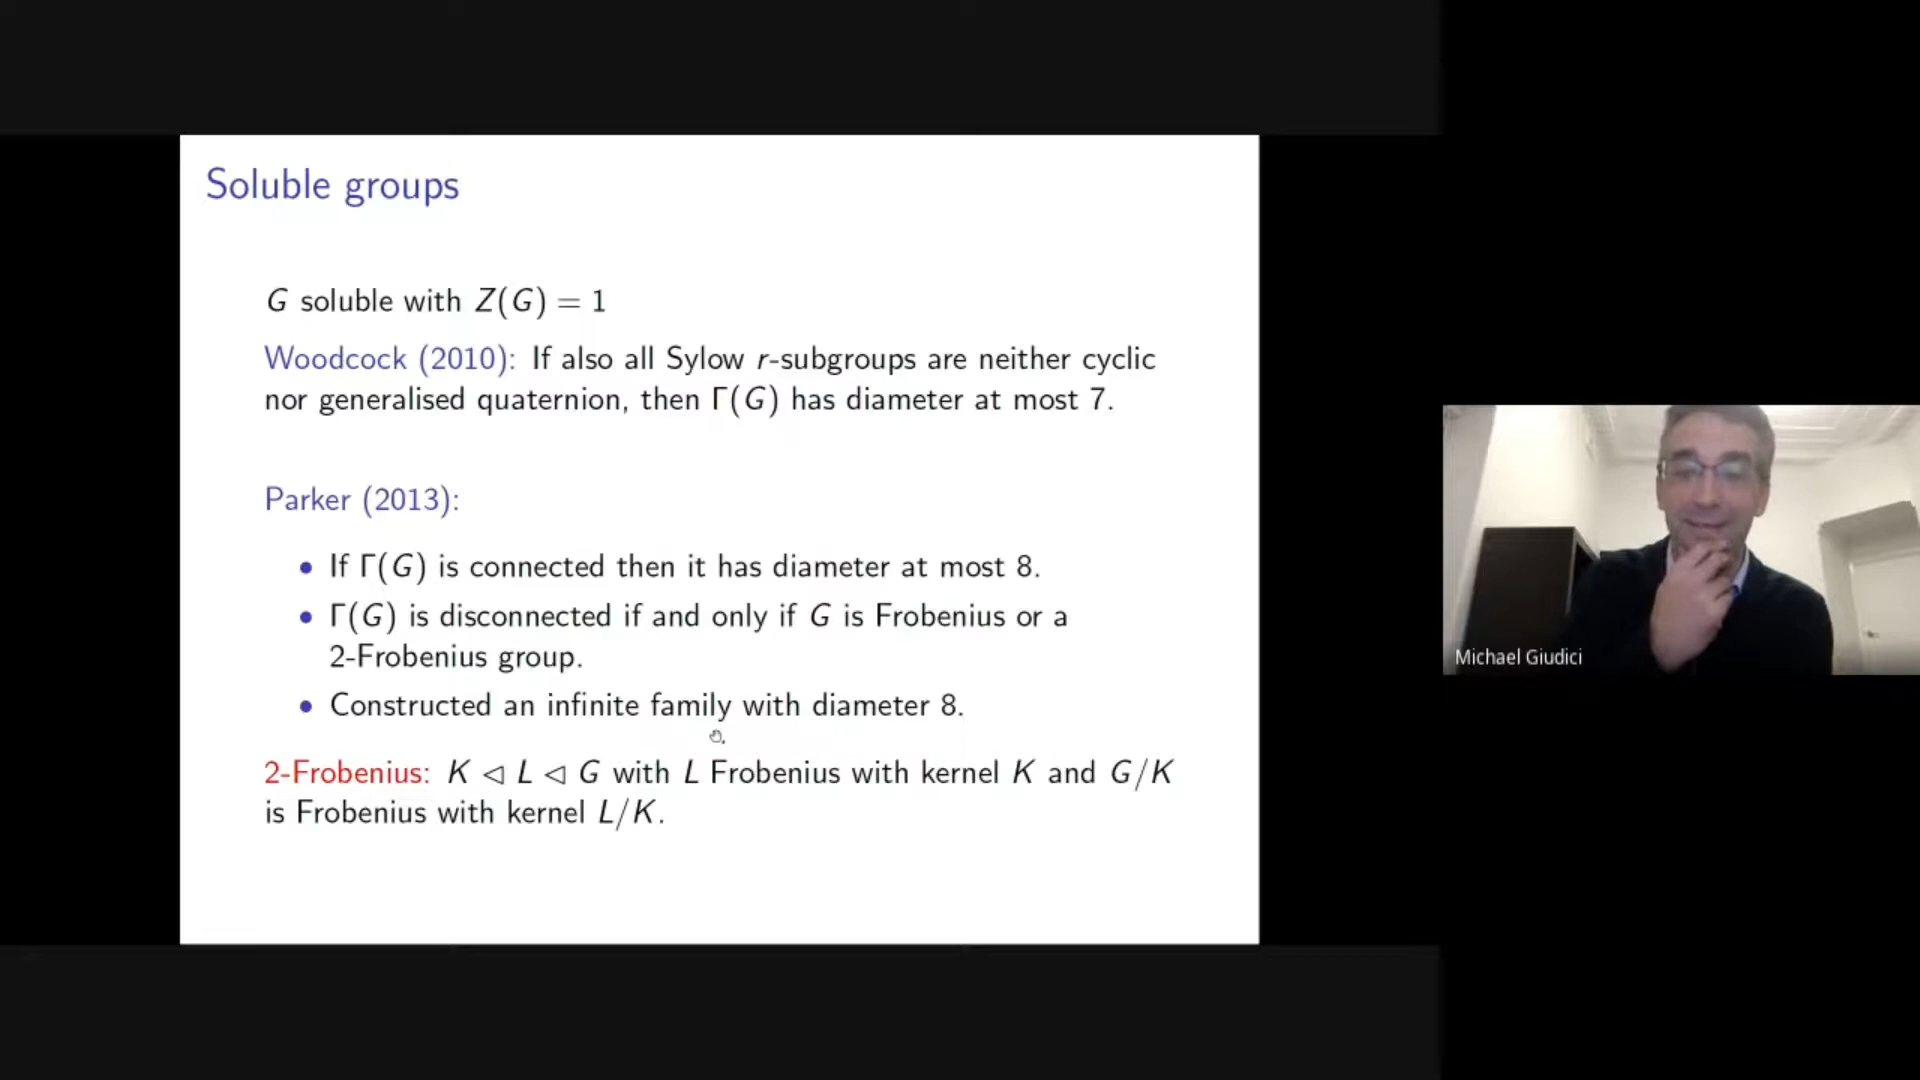 Soluble groups
G soluble with Z(G) = 1
Woodcock (2010): If also all Sylow r-subgroups are neither cyclic
nor generalised quaternion, then Γ(G) has diameter at most 7.
Parker (2013):
• If Γ(G) is connected then it has diameter at most 8.
• Γ(G) is disconnected if and only if G is Frobenius or a
2-Frobenius group.
• Constructed an infinite family with diameter 8.
2-Frobenius: K ◁ L ◁ G with L Frobenius with kernel K and G/K
is Frobenius with kernel L/K.
Michael Giudici